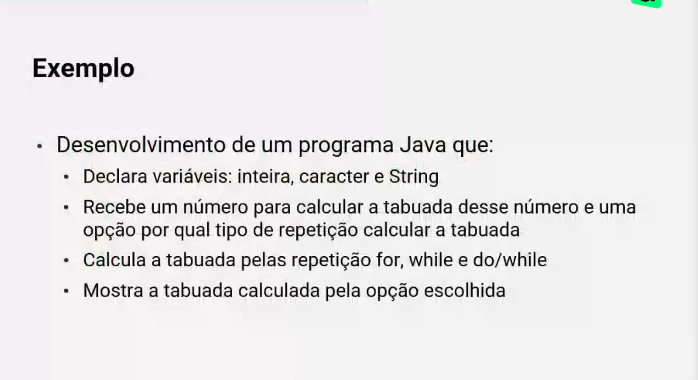 Exemplo
• Desenvolvimento de um programa Java que:
• Declara variáveis: inteira, caracter e String
• Recebe um número para calcular a tabuada desse número e uma
opção por qual tipo de repetição calcular a tabuada
• Calcula a tabuada pelas repetição for, while e do/while
• Mostra a tabuada calculada pela opção escolhida